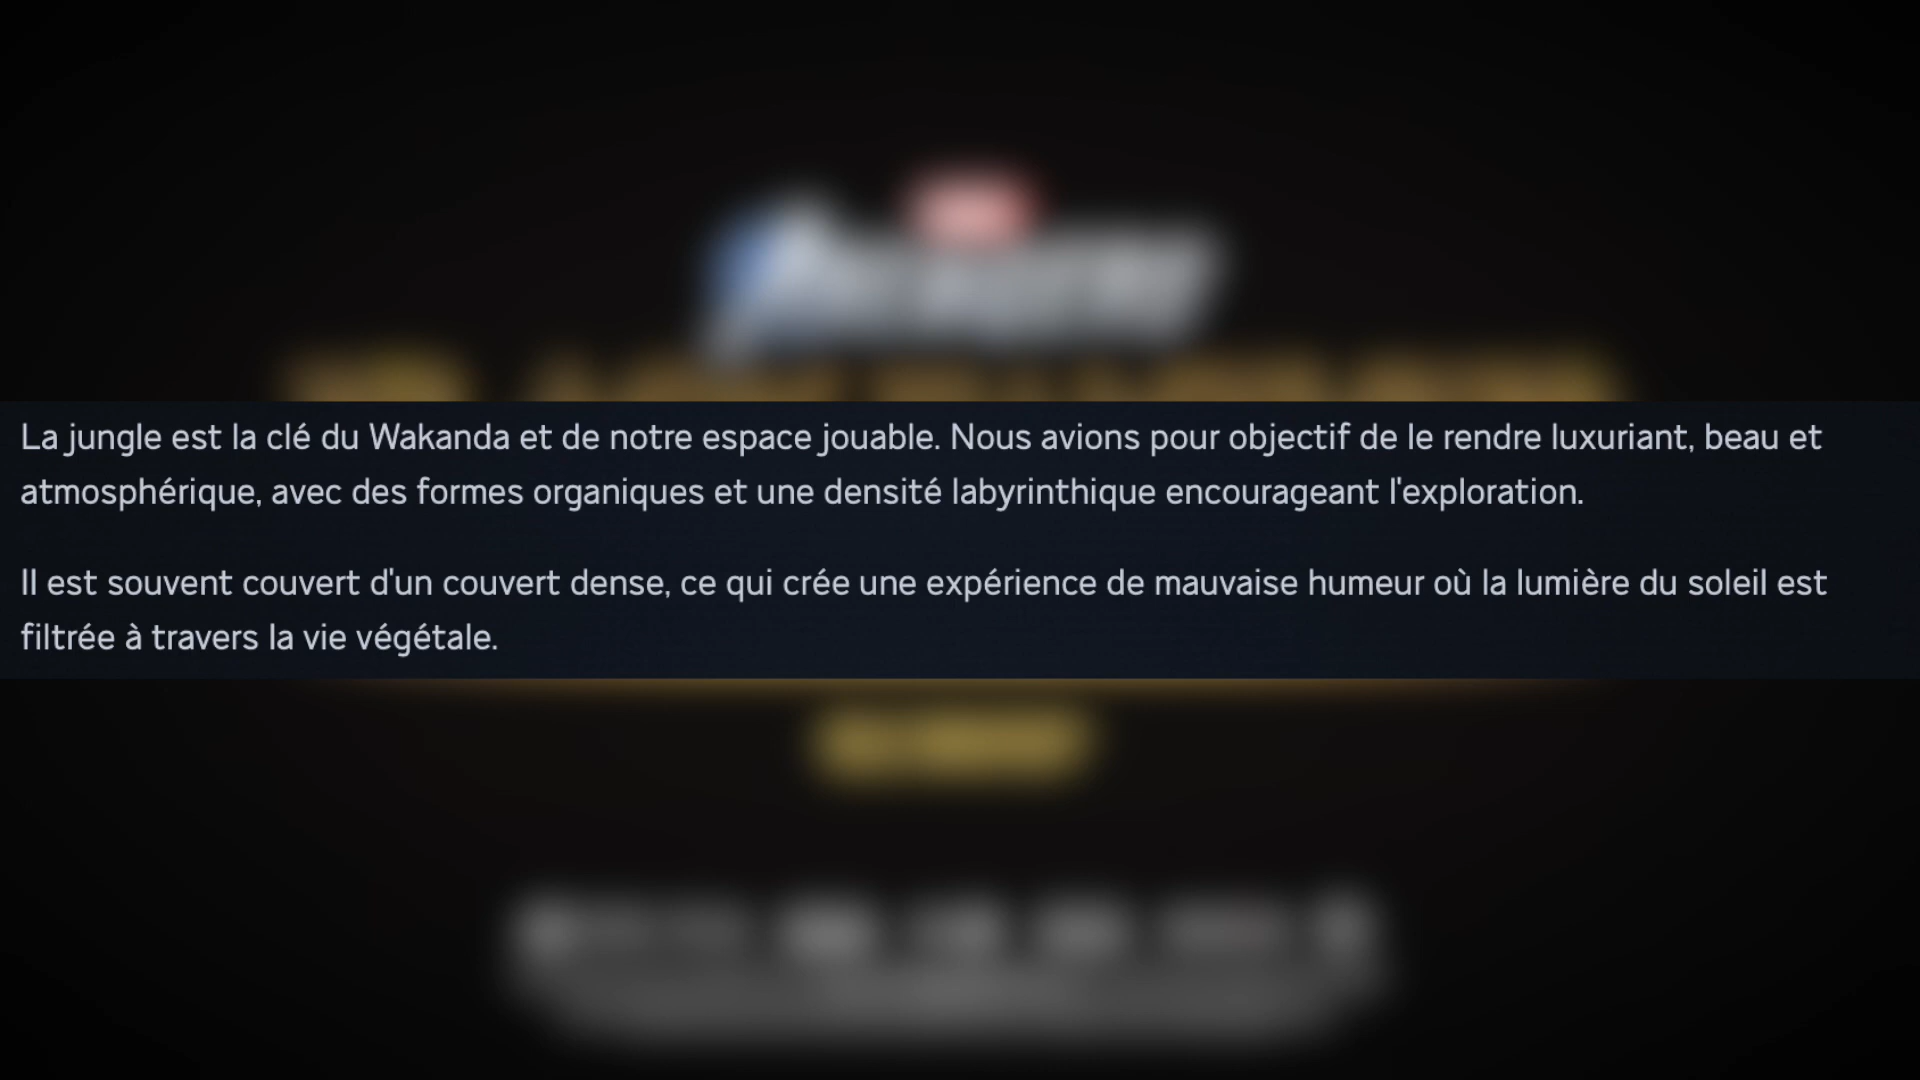 La jungle est la clé du Wakanda et de notre espace jouable. Nous avions pour objectif de le rendre luxuriant, beau et
atmosphérique, avec des formes organiques et une densité labyrinthique encourageant l'exploration.
Il est souvent couvert d'un couvert dense, ce qui crée une expérience de mauvaise humeur où la lumière du soleil est
filtrée à travers la vie végétale.